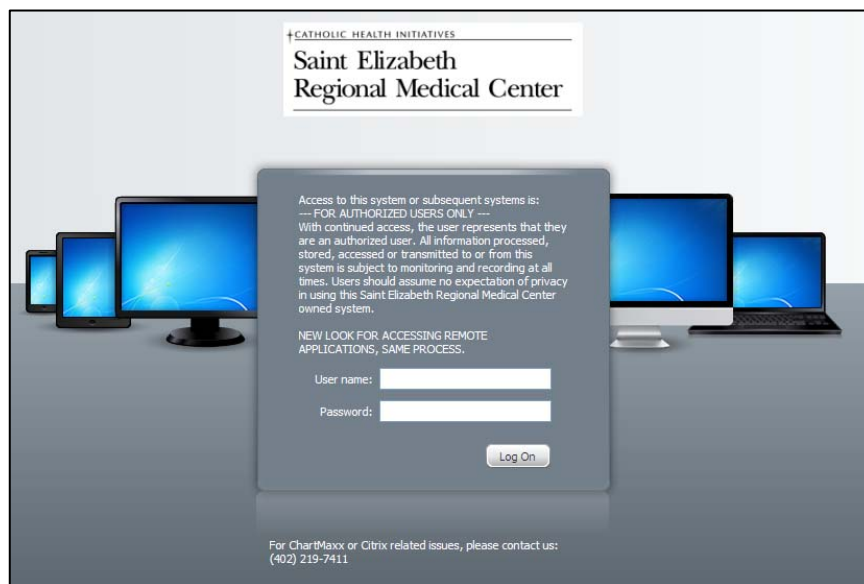 CATHOLIC HEALTH INITIATIVES
Saint Elizabeth
Regional Medical Center
Access to this system or subsequent systems is:
--- FOR AUTHORIZED USERS ONLY ---
With continued access, the user represents that they
are an authorized user. All information processed,
stored, accessed or transmitted to or from this
system is subject to monitoring and recording at all
times. Users should assume no expectation of privacy
in using this Saint Elizabeth Regional Medical Center
owned system.
NEW LOOK FOR ACCESSING REMOTE
APPLICATIONS, SAME PROCESS.
User name:
Password:
Log On
For ChartMaxx or Citrix related issues, please contact us:
(402) 219-7411